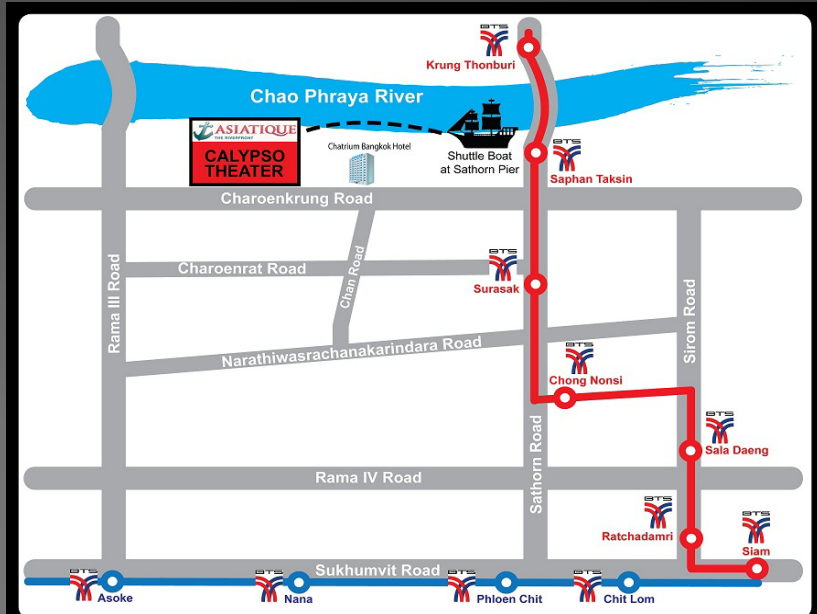 BTS
Krung Thonburi
Chao Phraya River
ASIATIQUE
THE RIVERFRONT
CALYPSO
THEATER
Chatrium Bangkok Hotel
Shuttle Boat
at Sathorn Pier
BTS
Saphan Taksin
Charoenkrung Road
Rama III Road
Charoenrat Road
Chan Road
BTS
Surasak
Sirom Road
Narathiwasrachanakarindara Road
BTS
Chong Nonsi
Sathorn Road
BTS
Sala Daeng
Rama IV Road
BTS
Ratchadamri
BTS
Siam
Sukhumvit Road
BTS
Asoke
BTS
Nana
BTS
Phloen Chit
BTS
Chit Lom